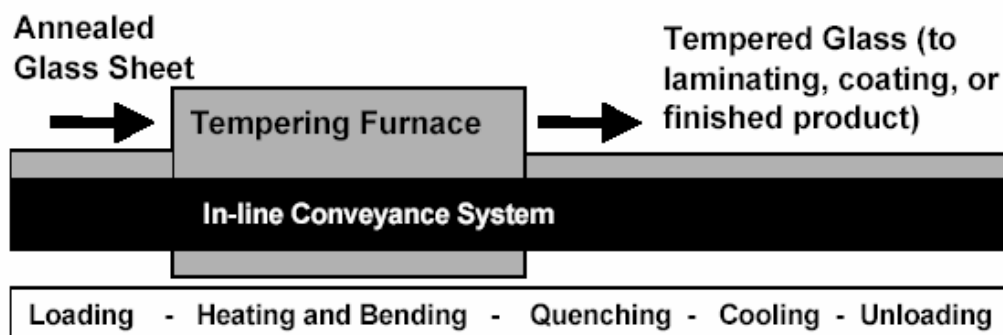 Annealed
Glass Sheet
Tempered Glass (to
laminating, coating, or
finished product)
Tempering Furnace
In-line Conveyance System
Loading - Heating and Bending - Quenching - Cooling - Unloading